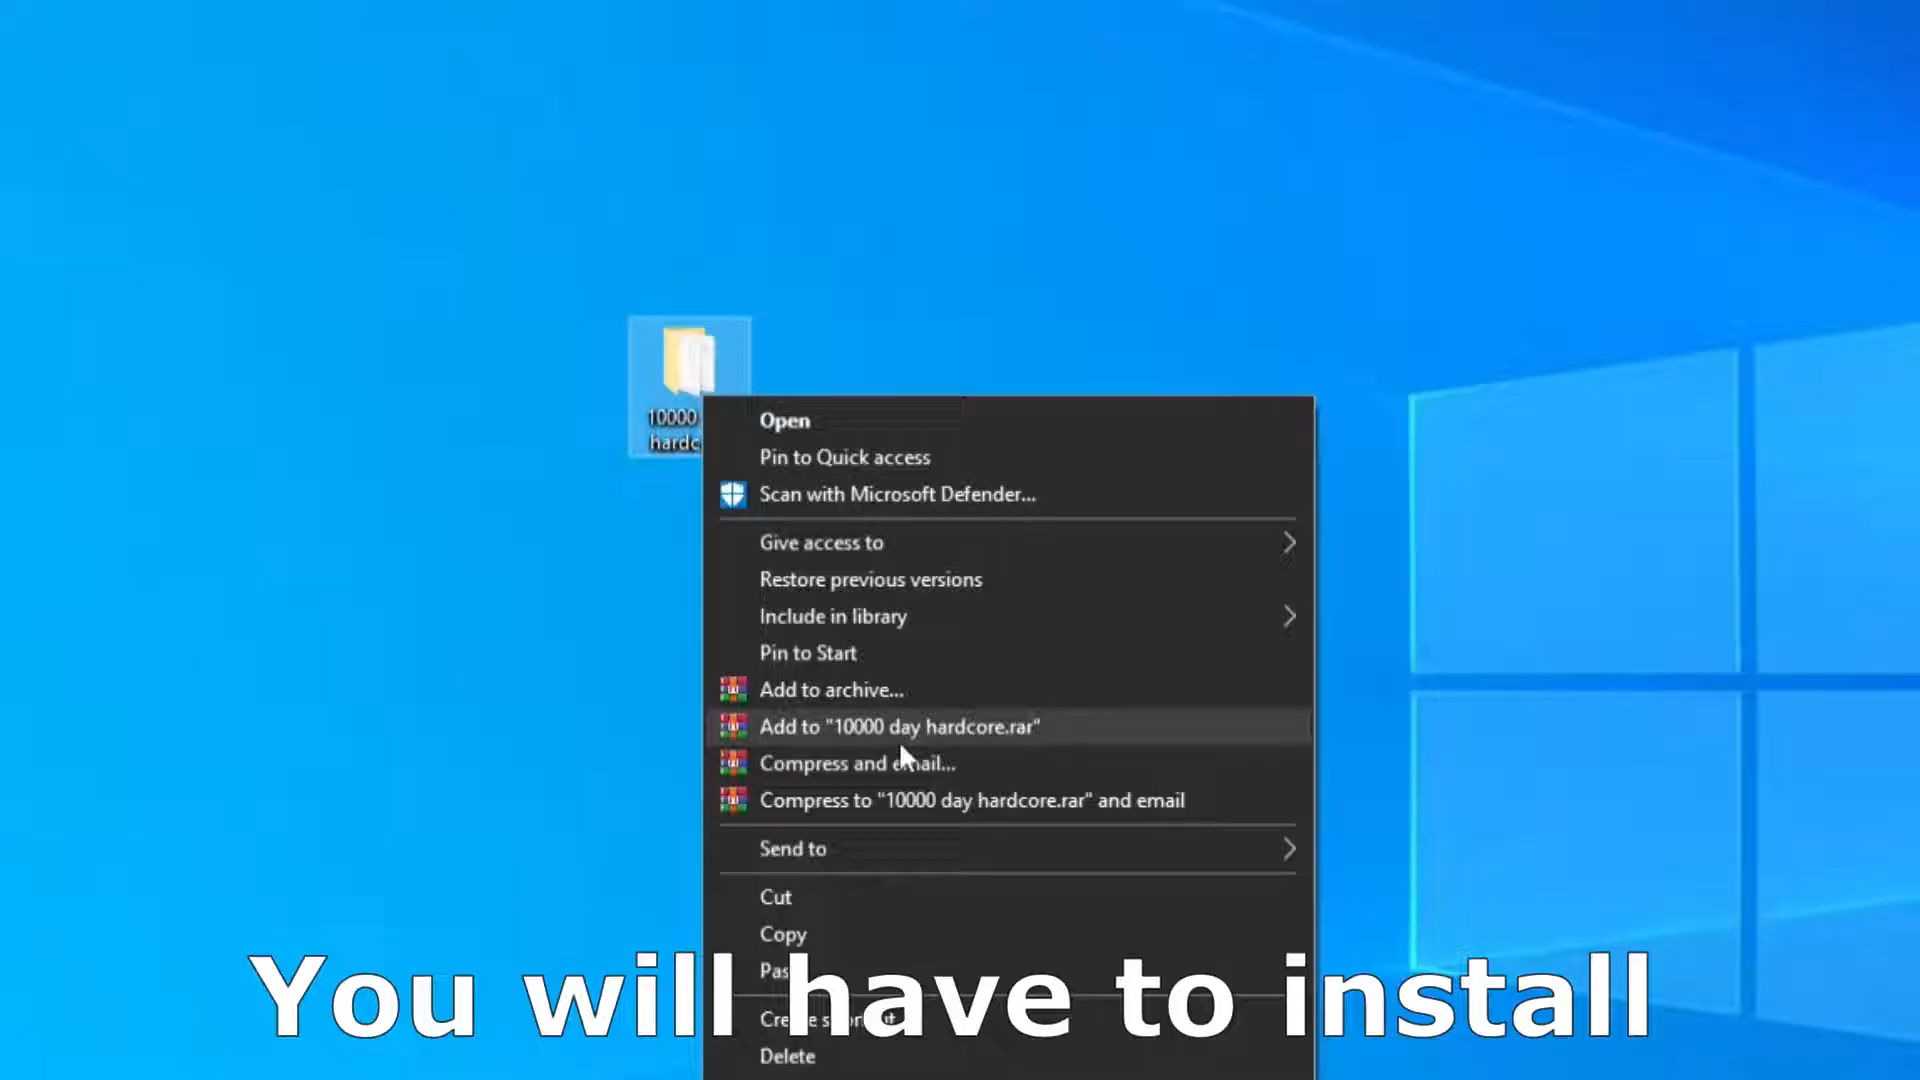 10000
hardc
Open
Pin to Quick access
Scan with Microsoft Defender...
Give access to
Restore previous versions
Include in library
Pin to Start
Add to archive...
Add to "10000 day hardcore.rar"
Compress and email...
Compress to "10000 day hardcore.rar" and email
Send to
Cut
Copy
You will have to install
Delete